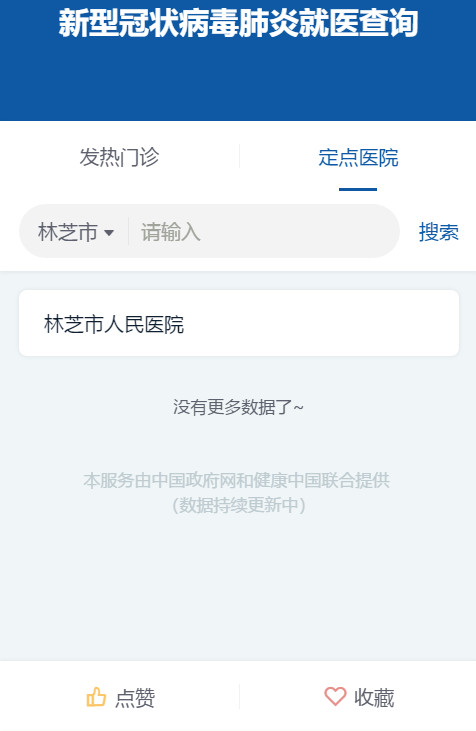 新型冠状病毒肺炎就医查询
发热门诊 定点医院
林芝市 请输入 搜索
林芝市人民医院
没有更多数据了~
本服务由中国政府网和健康中国联合提供
(数据持续更新中)
点赞 收藏